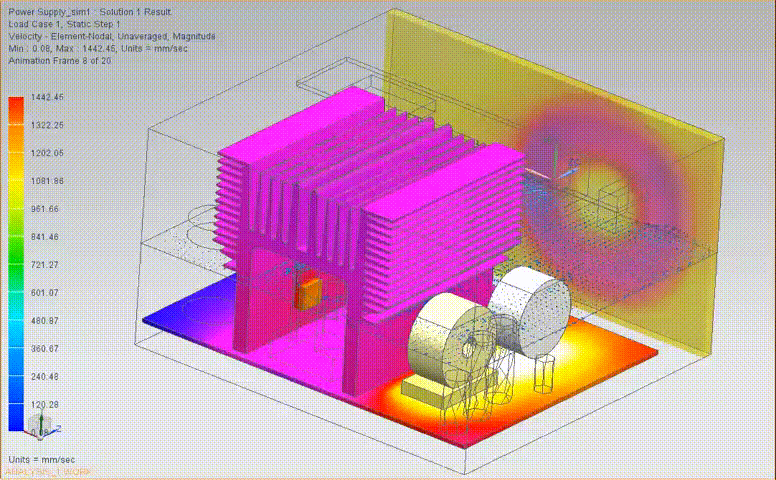 Power Supply_sim1 : Solution 1 Result
Load Case 1, Static Step 1
Velocity - Element-Nodal, Unaveraged, Magnitude
Min : 0.08, Max : 1442.45, Units = mm/sec
Animation Frame 8 of 20
1442.45
1322.25
1202.05
1081.86
961.66
841.46
721.27
601.07
480.87
360.67
240.48
120.28
0.08
Units = mm/sec